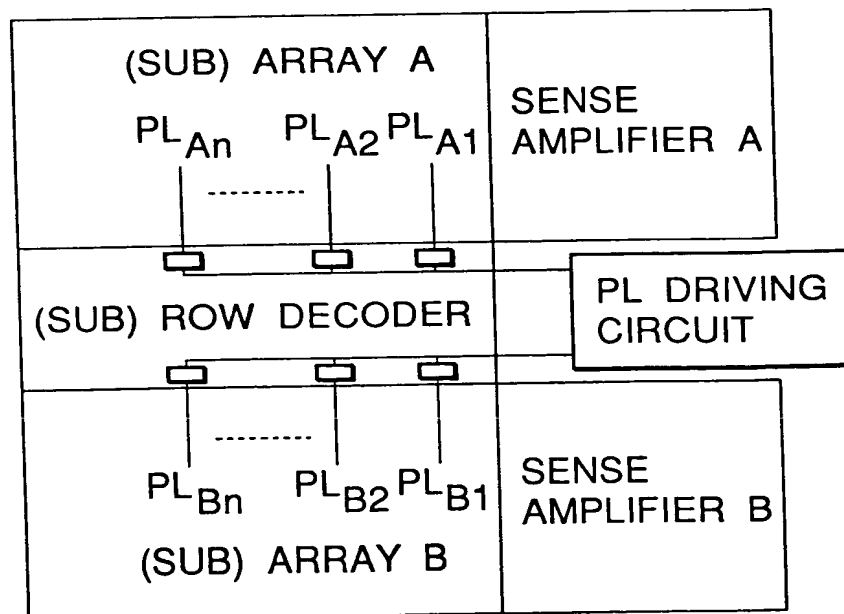 (SUB) ARRAY A
SENSE
AMPLIFIER A
PLAn PLA2 PLA1
PL DRIVING
CIRCUIT
(SUB) ROW DECODER
PLBn PLB2 PLB1
SENSE
AMPLIFIER B
(SUB) ARRAY B